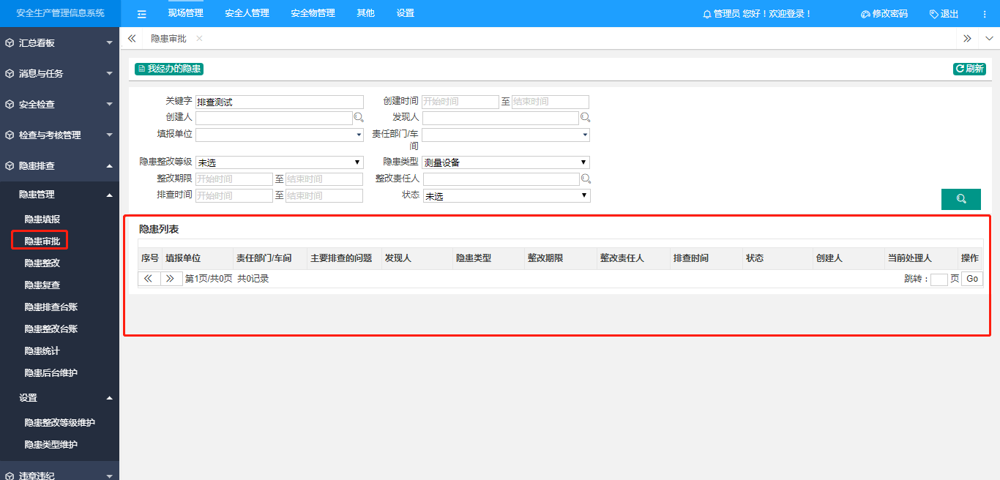 安全生产管理信息系统
现场管理 安全人管理 安全物管理 其他 设置
管理员 您好！欢迎登录！
修改密码 退出
汇总看板
消息与任务
安全检查
检查与考核管理
隐患排查
隐患管理
隐患填报
隐患审批
隐患整改
隐患复查
隐患排查台账
隐患整改台账
隐患统计
隐患后台维护
设置
隐患整改等级维护
隐患类型维护
违章违纪
隐患审批 ×
我经办的隐患
刷新
关键字 排查测试 创建时间 开始时间 至 结束时间
创建人 发现人
填报单位 责任部门/车
间
隐患整改等级 未选 隐患类型 测量设备
整改期限 开始时间 至 结束时间 整改责任人
排查时间 开始时间 至 结束时间 状态 未选
隐患列表
序号 填报单位 责任部门/车间 主要排查的问题 发现人 隐患类型 整改期限 整改责任人 排查时间 状态 创建人 当前处理人 操作
第1页/共0页 共0记录 跳转： 页 Go